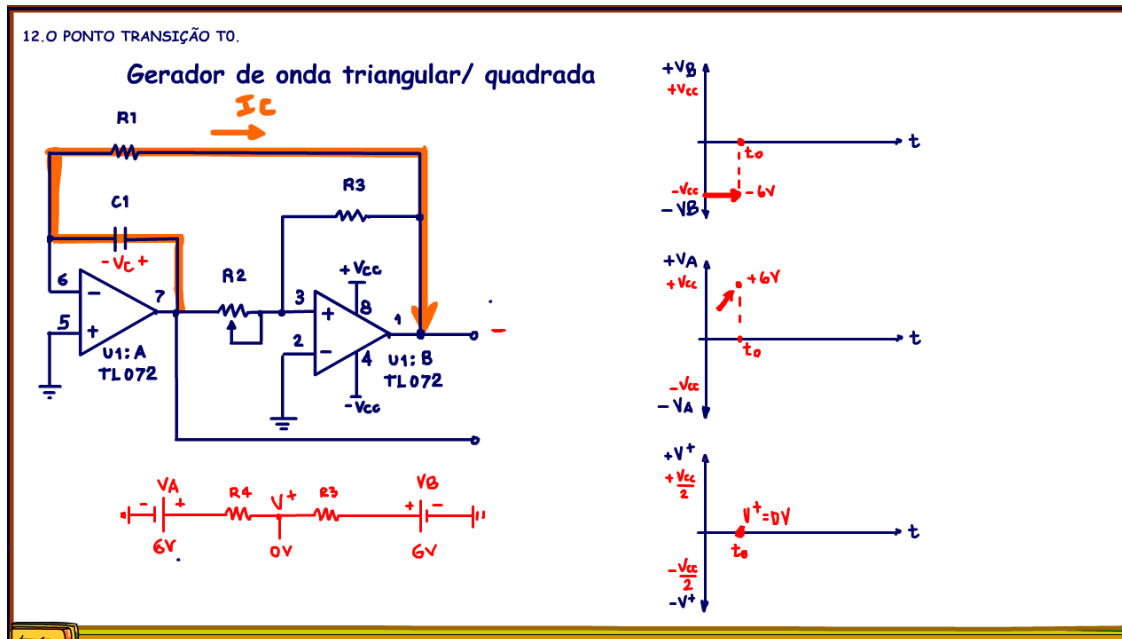 12.O PONTO TRANSIÇÃO T0.
Gerador de onda triangular/ quadrada
IC
R1
R3
C1
- Vc +
R2
+Vcc
6
-
7
3
+
8
1
5
+
2
-
4
U1:A
TL072
U1:B
TL072
-Vcc
-
VA
- +
R4
V+
R3
VB
+ -
6V
0V
6V
+VB
+Vcc
t
to
-Vcc
-6V
-VB
+VA
+Vcc
+6V
t
to
-Vcc
-VA
+V+
+Vcc/2
V+=0V
t
to
-Vcc/2
-V+